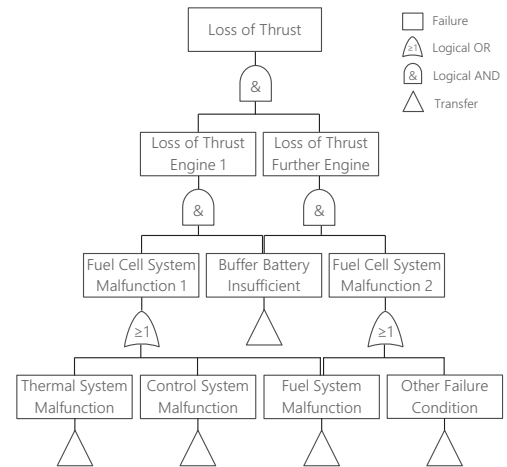 Loss of Thrust
Failure
≥1 Logical OR
& Logical AND
Transfer
&
Loss of Thrust
Engine 1
Loss of Thrust
Further Engine
&
&
Fuel Cell System
Malfunction 1
Buffer Battery
Insufficient
Fuel Cell System
Malfunction 2
≥1
≥1
Thermal System
Malfunction
Control System
Malfunction
Fuel System
Malfunction
Other Failure
Condition